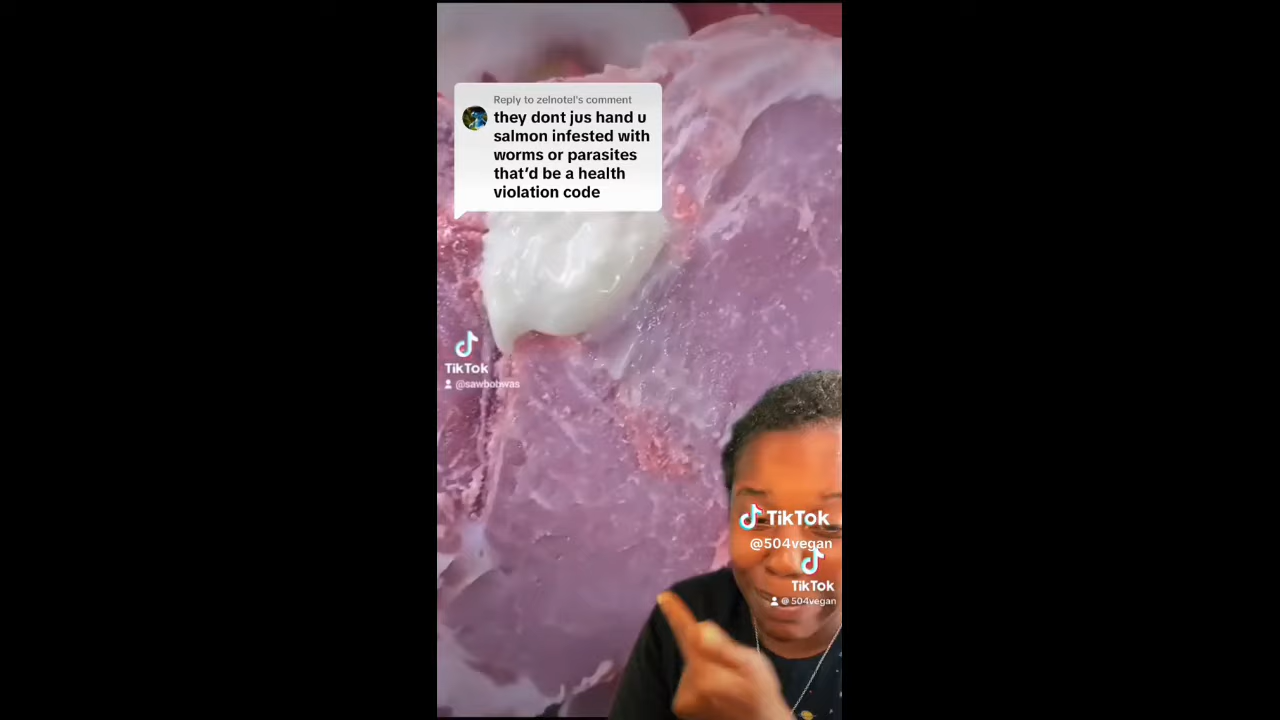 Reply to zelnotel's comment
they dont jus hand u
salmon infested with
worms or parasites
that'd be a health
violation code
TikTok
@sawbobwas
TikTok
@504vegan
TikTok
@504vegan